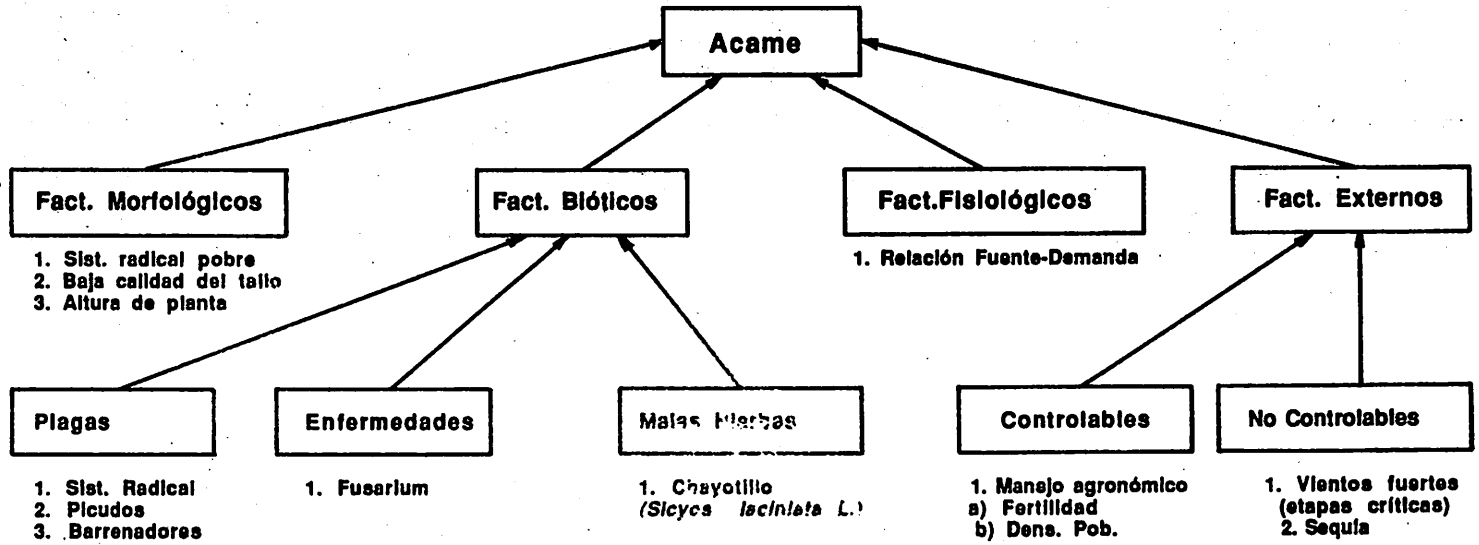 Acame
Fact. Morfológicos
Fact. Bióticos
Fact.Fisiológicos
Fact. Externos
1. Sist. radical pobre
2. Baja calidad del tallo
3. Altura de planta
1. Relación Fuente-Demanda
Plagas
Enfermedades
Malas Hierbas
Controlables
No Controlables
1. Sist. Radical
2. Picudos
3. Barrenadores
1. Fusarium
1. Chayotillo
(Sicyos laciniata L.)
1. Manejo agronómico
a) Fertilidad
b) Dens. Pob.
1. Vientos fuertes
(etapas críticas)
2. Sequía